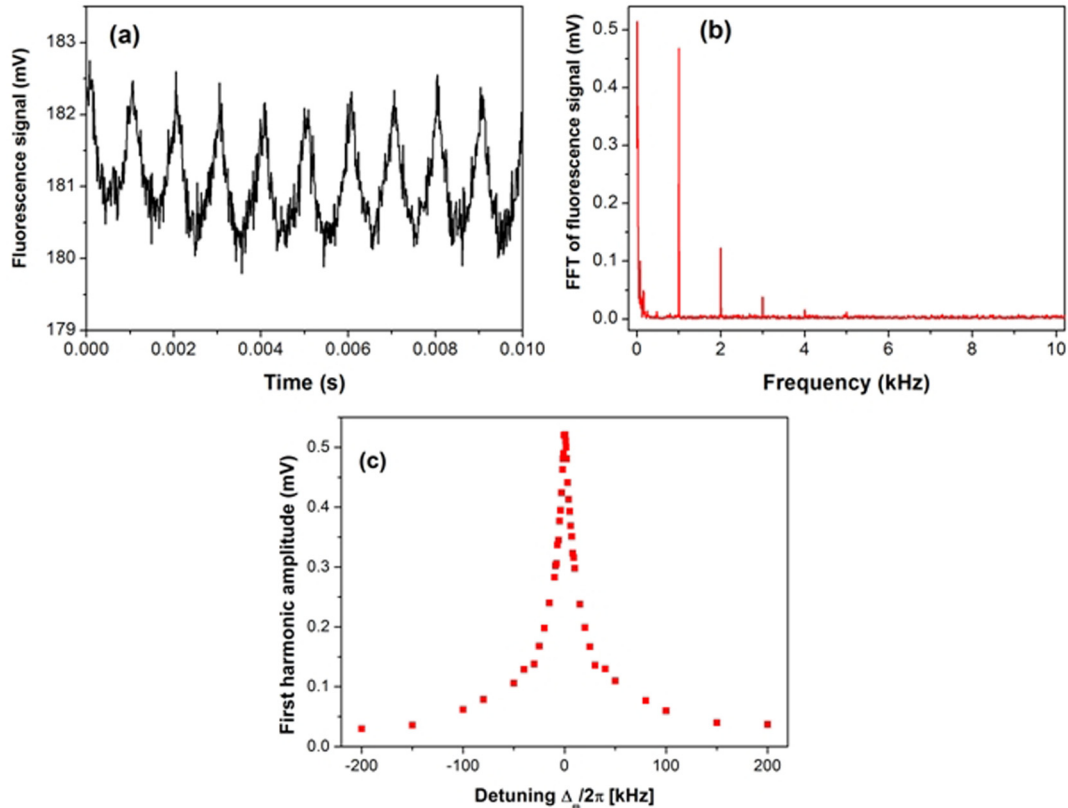 (a)
Fluorescence signal (mV)
183
182
181
180
179
0.000 0.002 0.004 0.006 0.008 0.010
Time (s)
(b)
FFT of fluorescence signal (mV)
0.5
0.4
0.3
0.2
0.1
0.0
0 2 4 6 8 10
Frequency (kHz)
(c)
First harmonic amplitude (mV)
0.5
0.4
0.3
0.2
0.1
0.0
-200 -100 0 100 200
Detuning Δ /2π [kHz]